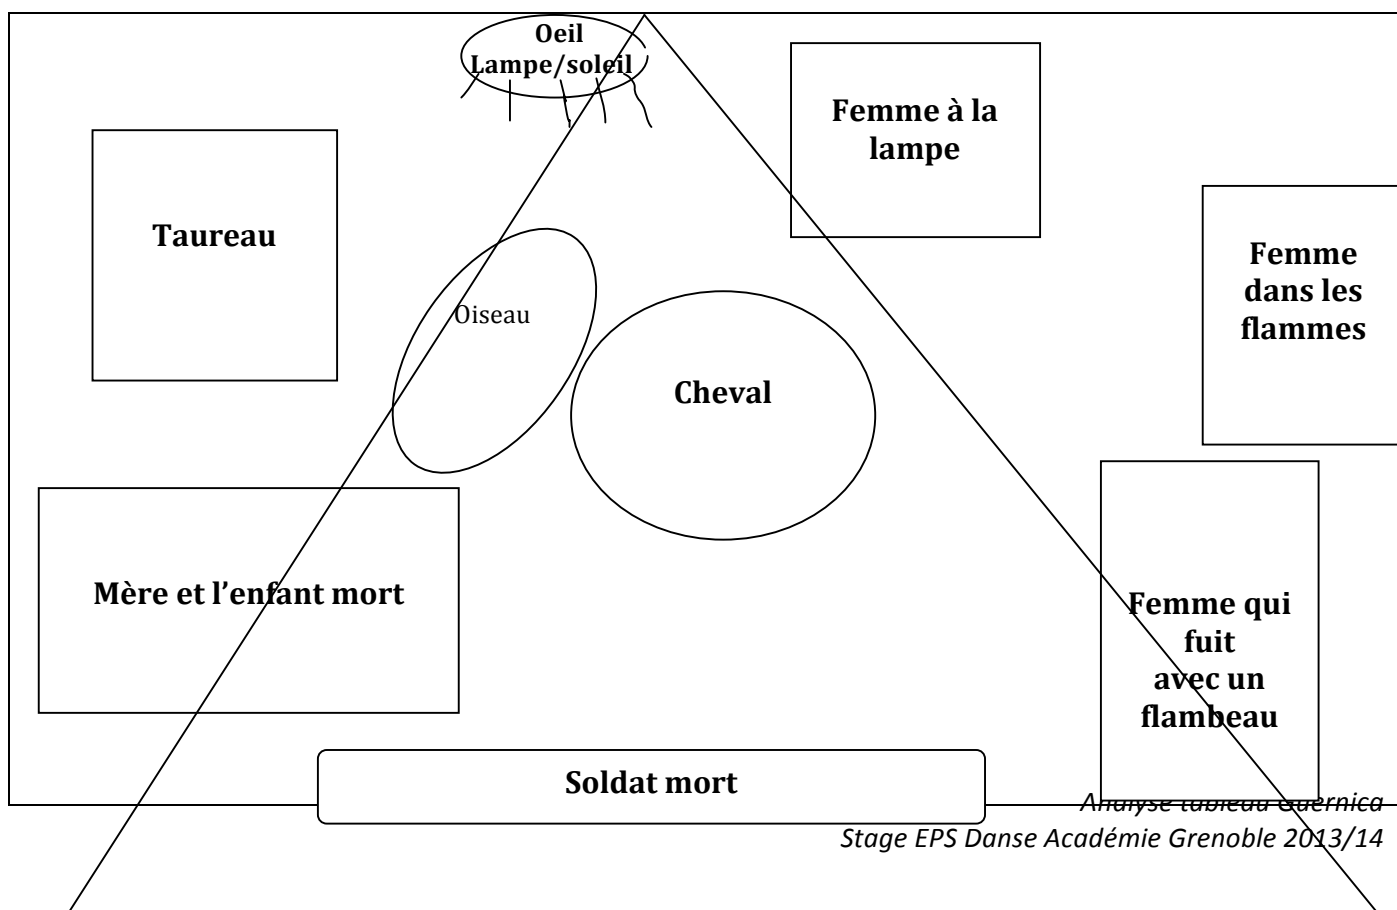 Oeil
Lampe/soleil
Femme à la
lampe
Taureau
Femme
dans les
flammes
Oiseau
Cheval
Mère et l’enfant mort
Femme qui
fuit
avec un
flambeau
Soldat mort
Analyse tableau Guernica
Stage EPS Danse Académie Grenoble 2013/14